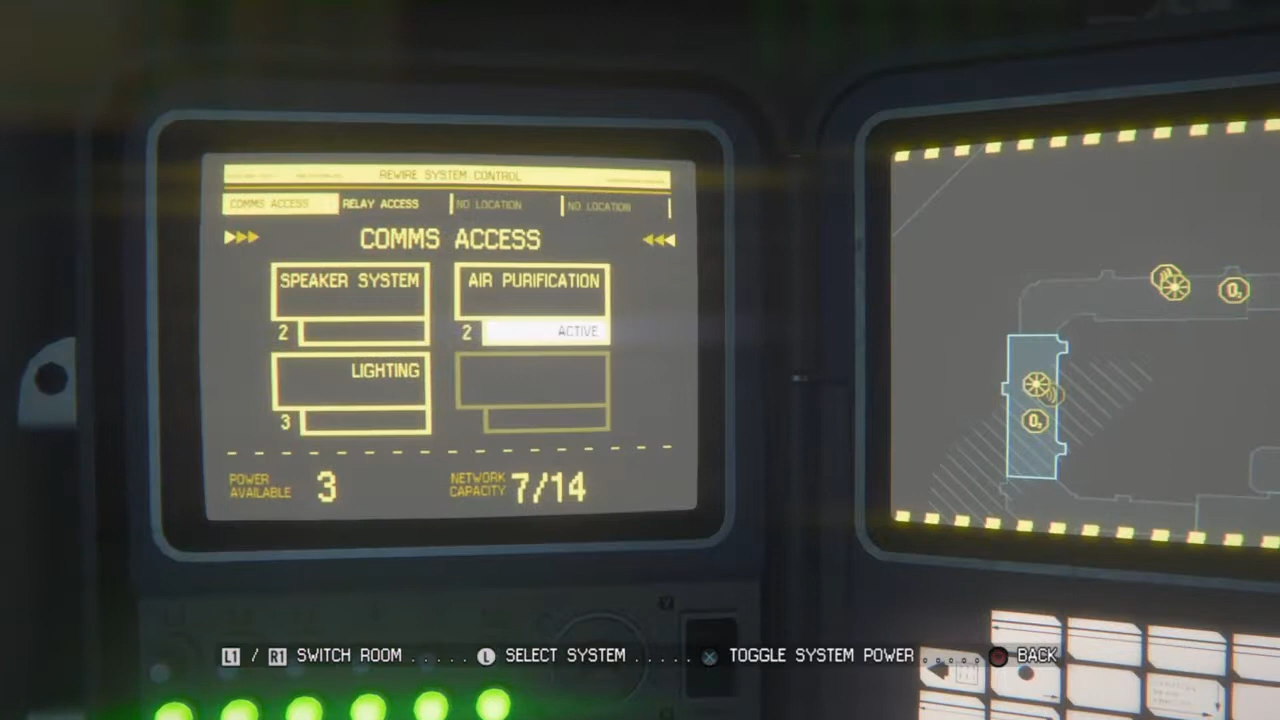 REWIRE SYSTEM CONTROL
COMMS ACCESS RELAY ACCESS NO LOCATION NO LOCATION
COMMS ACCESS
SPEAKER SYSTEM AIR PURIFICATION
2 2 ACTIVE
LIGHTING
3
POWER AVAILABLE 3 NETWORK CAPACITY 7/14
O₂
O₂
L1 / R1 SWITCH ROOM ..... L SELECT SYSTEM ..... X TOGGLE SYSTEM POWER ..... BACK